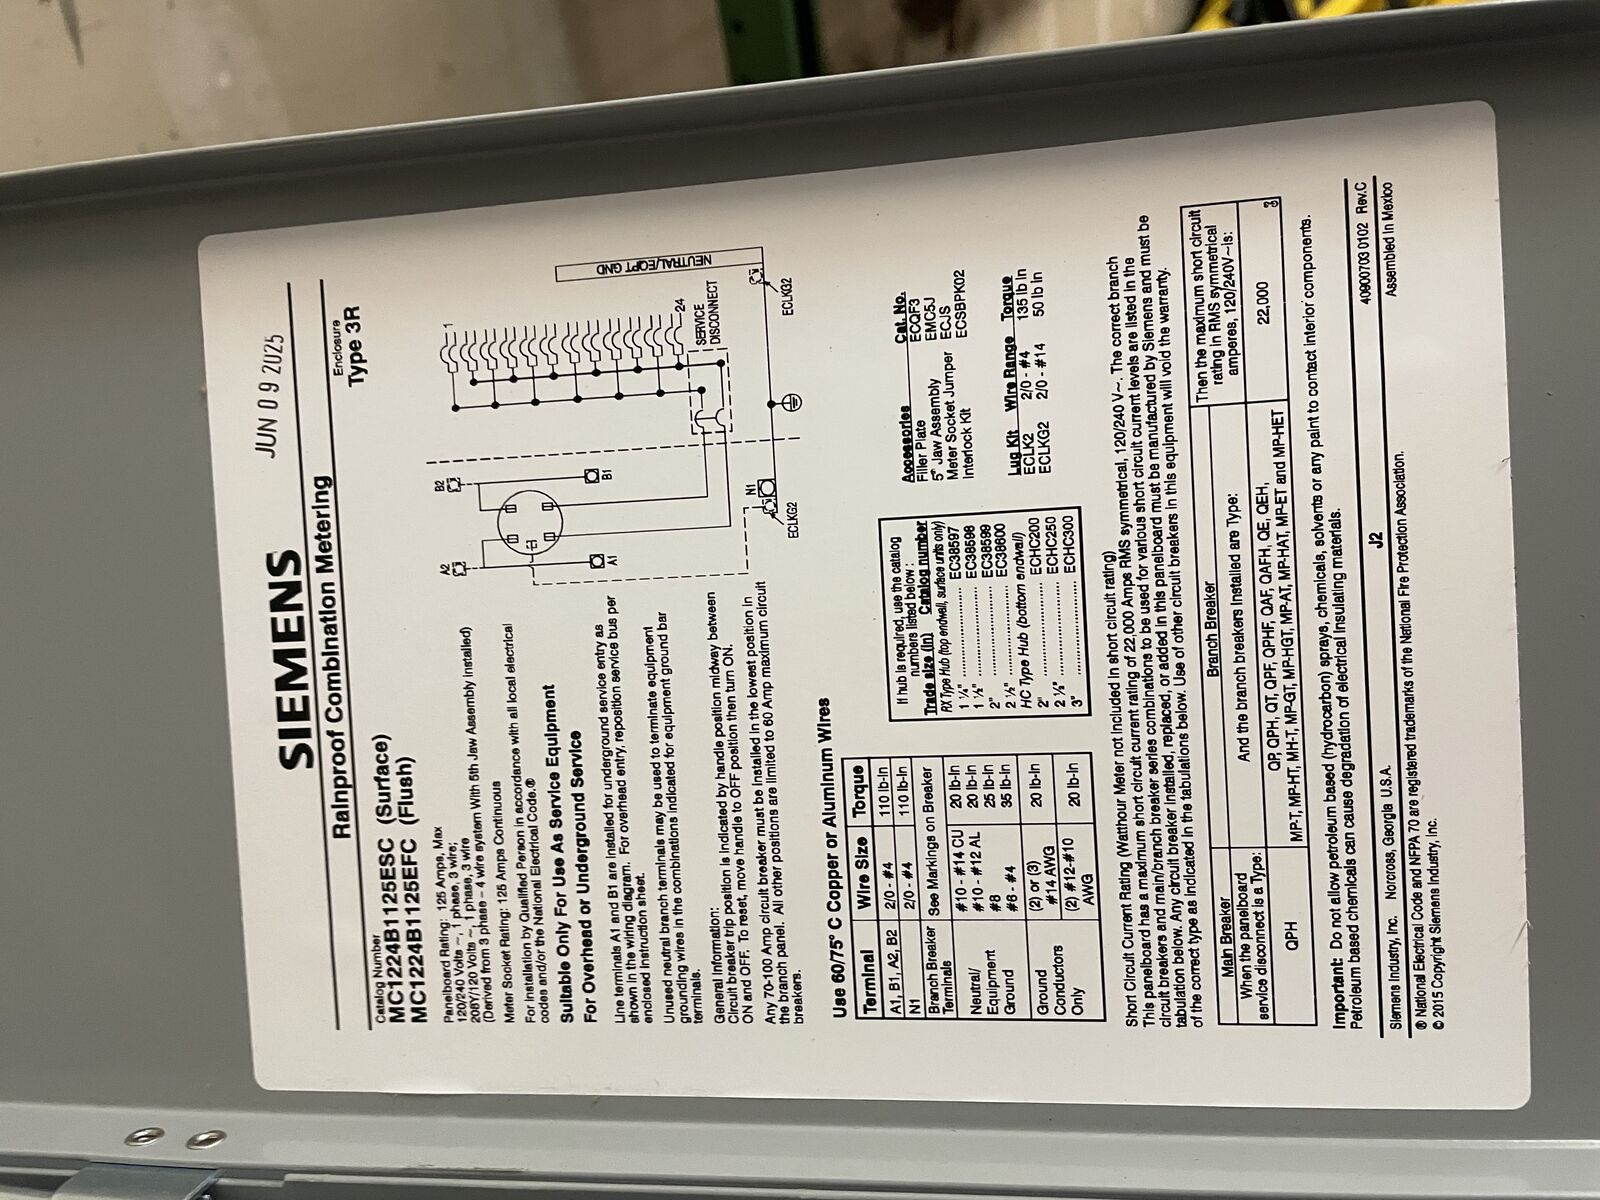 JUN 09 2025
SIEMENS
Rainproof Combination Metering
Enclosure
Type 3R
Catalog Number
MC1224B1125ESC (Surface)
MC1224B1125EFC (Flush)
Panelboard Rating: 125 Amps, Max
120/240 Volts ~, 1 phase, 3 wire;
208Y/120 Volts ~, 1 phase, 3 wire
(Derived from 3 phase - 4 wire system With 5th Jaw Assembly Installed)
Meter Socket Rating: 125 Amps Continuous
For Installation by Qualified Person in accordance with all local electrical
codes and/or the National Electrical Code.®
Suitable Only For Use As Service Equipment
For Overhead or Underground Service
Line terminals A1 and B1 are installed for underground service entry as
shown in the wiring diagram. For overhead entry, reposition service bus per
enclosed instruction sheet.
Unused neutral branch terminals may be used to terminate equipment
grounding wires in the combinations indicated for equipment ground bar
terminals.
General Information:
Circuit breaker trip position is indicated by handle position midway between
ON and OFF. To reset, move handle to OFF position then turn ON.
Any 70-100 Amp circuit breaker must be installed in the lowest position in
the branch panel. All other positions are limited to 60 Amp maximum circuit
breakers.
A2
B2
A1
B1
N1
ECLKG2
1
24
SERVICE
DISCONNECT
NEUTRAL/EQPT GND
ECLKG2
Use 60/75° C Copper or Aluminum Wires
Terminal Wire Size Torque
A1, B1, A2, B2 2/0 - #4 110 lb-in
N1 2/0 - #4 110 lb-in
Branch Breaker Terminals See Markings on Breaker
Neutral/ Equipment Ground #10 - #14 CU 20 lb-in
#10 - #12 AL 20 lb-in
#8 25 lb-in
#6 - #4 35 lb-in
Ground Conductors Only (2) or (3) #14 AWG 20 lb-in
(2) #12-#10 AWG 20 lb-in
If hub is required, use the catalog
numbers listed below :
Trade size (in) Catalog number
RX Type Hub (top endwall, surface units only)
1 ¼" EC38597
1 ½" EC38598
2" EC38599
2 ½" EC38600
HC Type Hub (bottom endwall)
2" ECHC200
2 ½" ECHC250
3" ECHC300
Accessories Cat. No.
Filler Plate ECQF3
5th Jaw Assembly EMC5J
Meter Socket Jumper ECJS
Interlock Kit ECSBPK02
Lug Kit Wire Range Torque
ECLK2 2/0 - #4 135 lb in
ECLKG2 2/0 - #14 50 lb in
Short Circuit Current Rating (Watthour Meter not included in short circuit rating)
This panelboard has a maximum short circuit current rating of 22,000 Amps RMS symmetrical, 120/240 V~. The correct branch
circuit breakers and main/branch breaker series combinations to be used for various short circuit current levels are listed in the
tabulation below. Any circuit breaker installed, replaced, or added in this panelboard must be manufactured by Siemens and must be
of the correct type as indicated in the tabulations below. Use of other circuit breakers in this equipment will void the warranty.
Main Breaker
When the panelboard
service disconnect is a Type:
Branch Breaker
And the branch breakers installed are Type:
Then the maximum short circuit
rating in RMS symmetrical
amperes, 120/240V~is:
QPH
QP, QPH, QT, QPF, QPHF, QAF, QAFH, QE, QEH,
MP-T, MP-HT, MH-T, MP-GT, MP-HGT, MP-AT, MP-HAT, MP-ET and MP-HET
22,000
Important: Do not allow petroleum based (hydrocarbon) sprays, chemicals, solvents or any paint to contact interior components.
Petroleum based chemicals can cause degradation of electrical insulating materials.
J2
40900703 0102 Rev.C
Siemens Industry, Inc. Norcross, Georgia U.S.A.
Assembled in Mexico
® National Electrical Code and NFPA 70 are registered trademarks of the National Fire Protection Association.
© 2015 Copyright Siemens Industry, Inc.